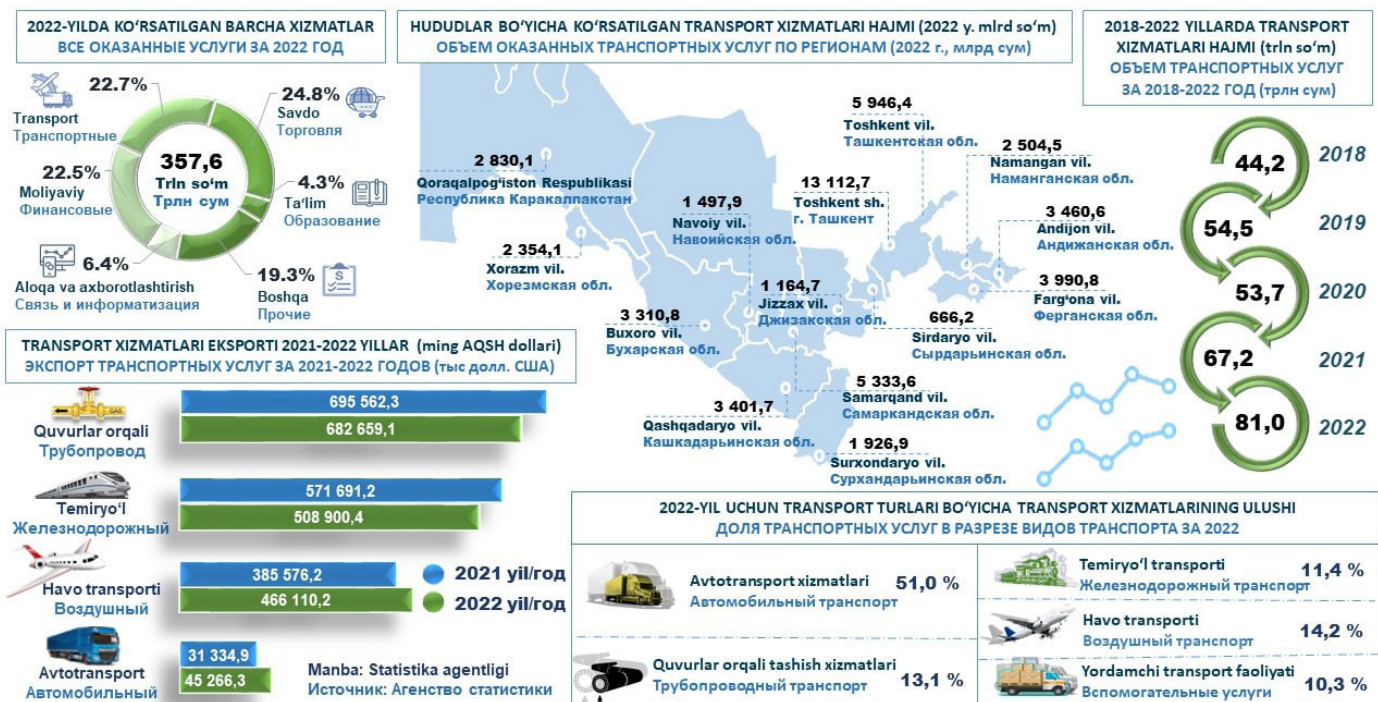 2022-YILDA KO‘RSATILGAN BARCHA XIZMATLAR
ВСЕ ОКАЗАННЫЕ УСЛУГИ ЗА 2022 ГОД
22.7%
Transport
Транспортные
24.8%
Savdo
Торговля
22.5%
Moliyaviy
Финансовые
357,6
Trln so‘m
Трлн сум
4.3%
Ta‘lim
Образование
6.4%
Aloqa va axborotlashtirish
Связь и информатизация
19.3%
Boshqa
Прочие
HUDUDLAR BO‘YICHA KO‘RSATILGAN TRANSPORT XIZMATLARI HAJMI (2022 y. mlrd so‘m)
ОБЪЕМ ОКАЗАННЫХ ТРАНСПОРТНЫХ УСЛУГ ПО РЕГИОНАМ (2022 г., млрд сум)
5 946,4
Toshkent vil.
Ташкентская обл.
2 504,5
Namangan vil.
Наманганская обл.
2 830,1
Qoraqalpog‘iston Respublikasi
Республика Каракалпакстан
13 112,7
Toshkent sh.
г. Ташкент
1 497,9
Navoiy vil.
Навоийская обл.
3 460,6
Andijon vil.
Андижанская обл.
2 354,1
Xorazm vil.
Хорезмская обл.
1 164,7
Jizzax vil.
Джизакская обл.
3 990,8
Farg‘ona vil.
Ферганская обл.
3 310,8
Buxoro vil.
Бухарская обл.
666,2
Sirdaryo vil.
Сырдарьинская обл.
5 333,6
Samarqand vil.
Самаркандская обл.
3 401,7
Qashqadaryo vil.
Кашкадарьинская обл.
1 926,9
Surxondaryo vil.
Сурхандарьинская обл.
2018-2022 YILLARDA TRANSPORT
XIZMATLARI HAJMI (trln so‘m)
ОБЪЕМ ТРАНСПОРТНЫХ УСЛУГ
ЗА 2018-2022 ГОД (трлн сум)
44,2 2018
54,5 2019
53,7 2020
67,2 2021
81,0 2022
TRANSPORT XIZMATLARI EKSPORTI 2021-2022 YILLAR (ming AQSH dollari)
ЭКСПОРТ ТРАНСПОРТНЫХ УСЛУГ ЗА 2021-2022 ГОДОВ (тыс долл. США)
GAS
Quvurlar orqali
Трубопровод
695 562,3
682 659,1
Temiryo‘l
Железнодорожный
571 691,2
508 900,4
Havo transporti
Воздушный
385 576,2
466 110,2
2021 yil/год
2022 yil/год
Avtotransport
Автомобильный
31 334,9
45 266,3
Manba: Statistika agentligi
Источник: Агенство статистики
2022-YIL UCHUN TRANSPORT TURLARI BO‘YICHA TRANSPORT XIZMATLARINING ULUSHI
ДОЛЯ ТРАНСПОРТНЫХ УСЛУГ В РАЗРЕЗЕ ВИДОВ ТРАНСПОРТА ЗА 2022
Avtotransport xizmatlari
Автомобильный транспорт
51,0 %
Quvurlar orqali tashish xizmatlari
Трубопроводный транспорт
13,1 %
Temiryo‘l transporti
Железнодорожный транспорт
11,4 %
Havo transporti
Воздушный транспорт
14,2 %
Yordamchi transport faoliyati
Вспомогательные услуги
10,3 %